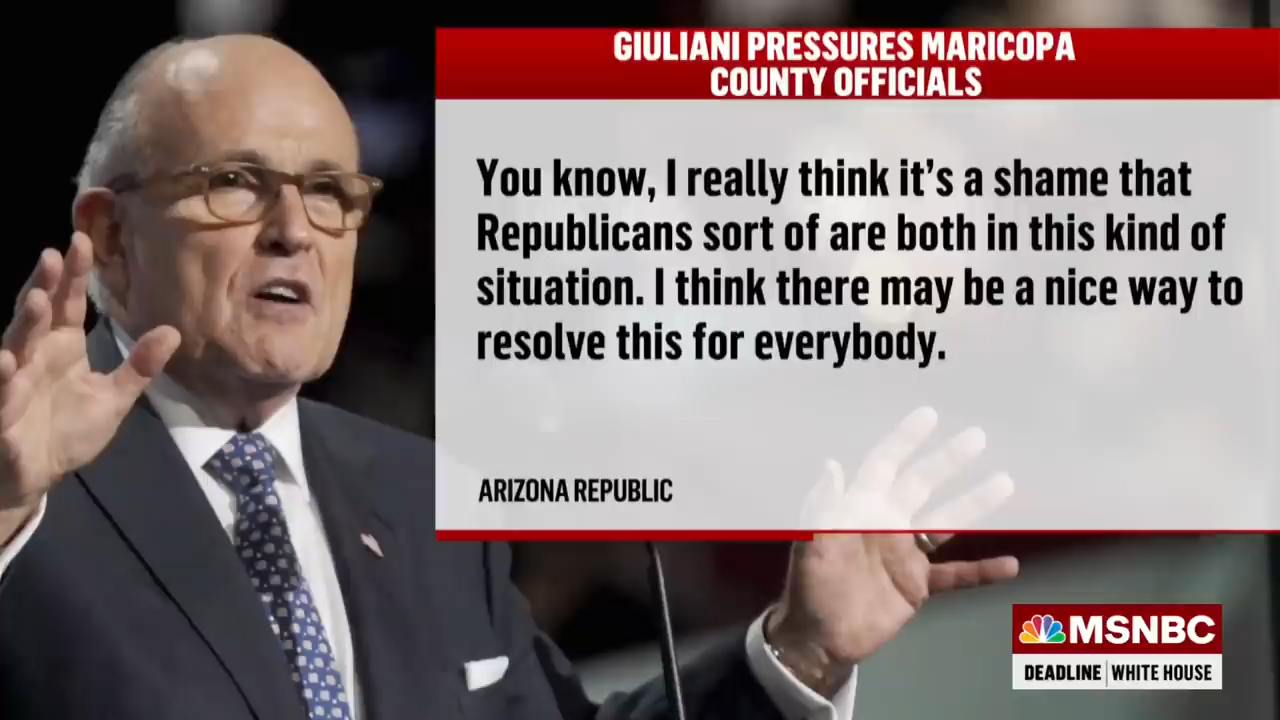 GIULIANI PRESSURES MARICOPA
COUNTY OFFICIALS
You know, I really think it’s a shame that
Republicans sort of are both in this kind of
situation. I think there may be a nice way to
resolve this for everybody.
ARIZONA REPUBLIC
MSNBC
DEADLINE | WHITE HOUSE